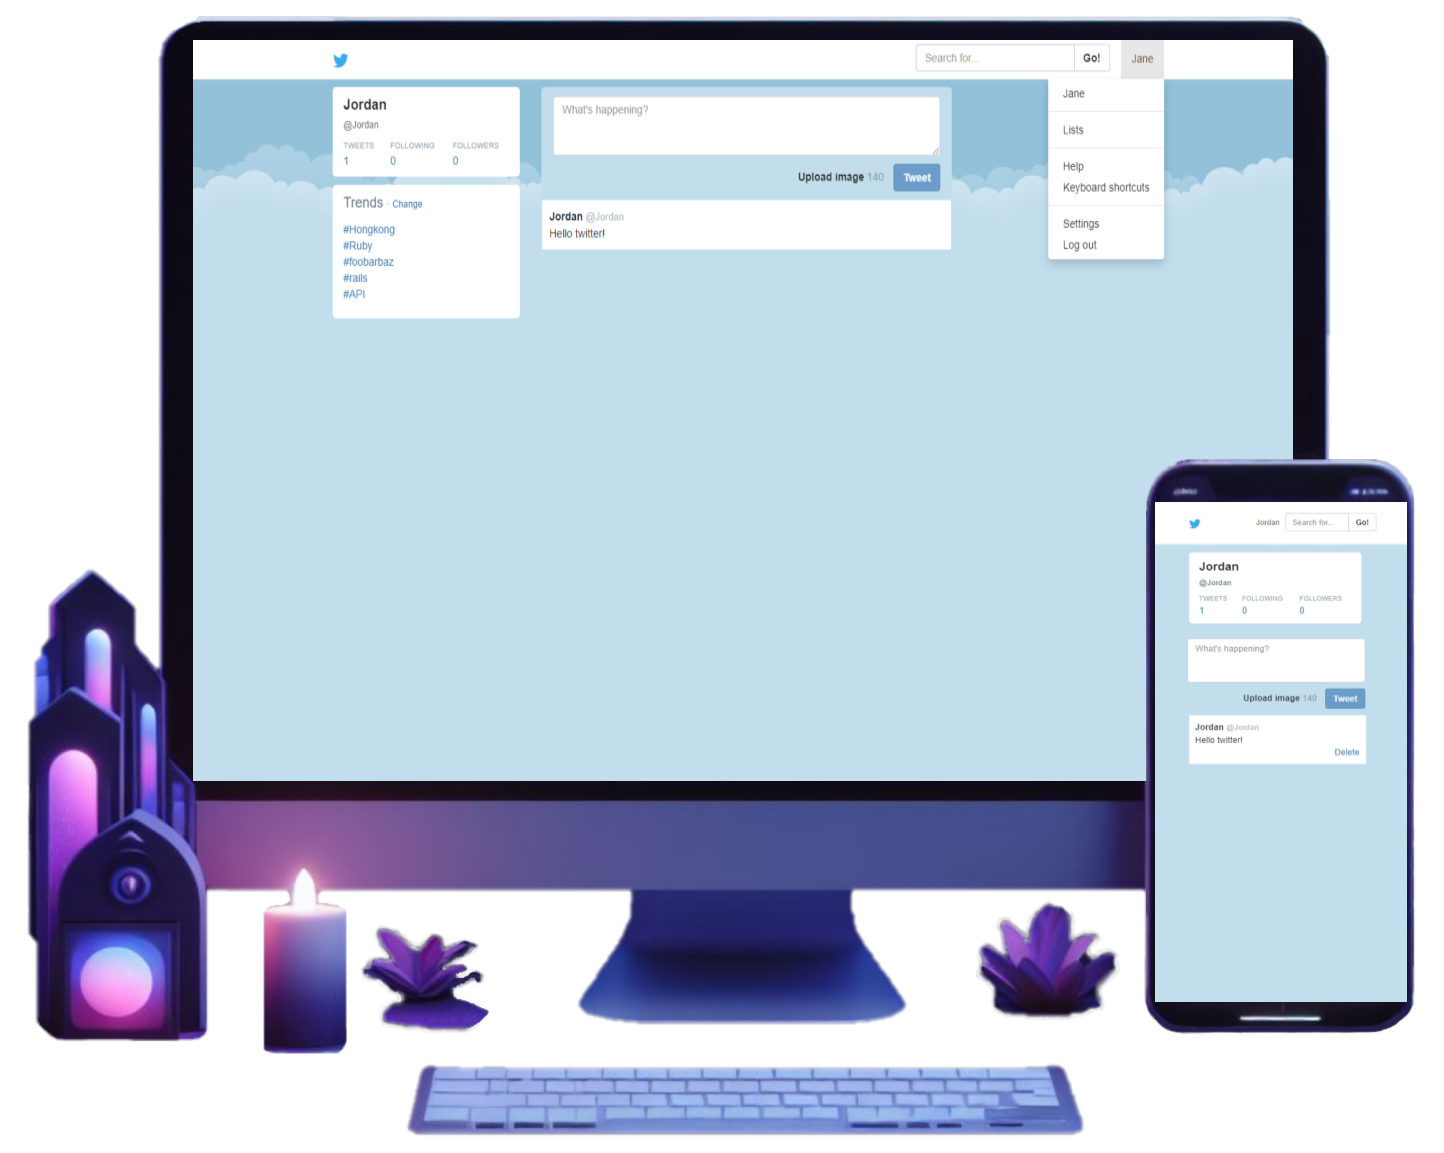 Search for...
Go!
Jane
Jordan
@Jordan
TWEETS FOLLOWING FOLLOWERS
1 0 0
Trends · Change
#Hongkong
#Ruby
#foobarbaz
#rails
#API
What's happening?
Upload image 140 Tweet
Jordan @Jordan
Hello twitter!
Jane
Lists
Help
Keyboard shortcuts
Settings
Log out
Jordan Search for... Go!
Jordan
@Jordan
TWEETS FOLLOWING FOLLOWERS
1 0 0
What's happening?
Upload image 140 Tweet
Jordan @Jordan
Hello twitter!
Delete